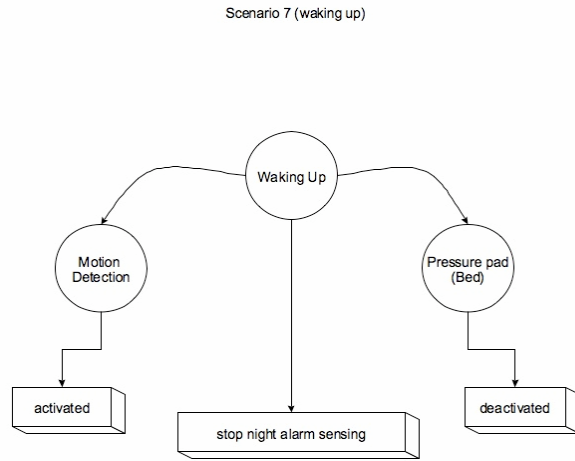 Scenario 7 (waking up)
Waking Up
Motion
Detection
Pressure pad
(Bed)
activated
stop night alarm sensing
deactivated